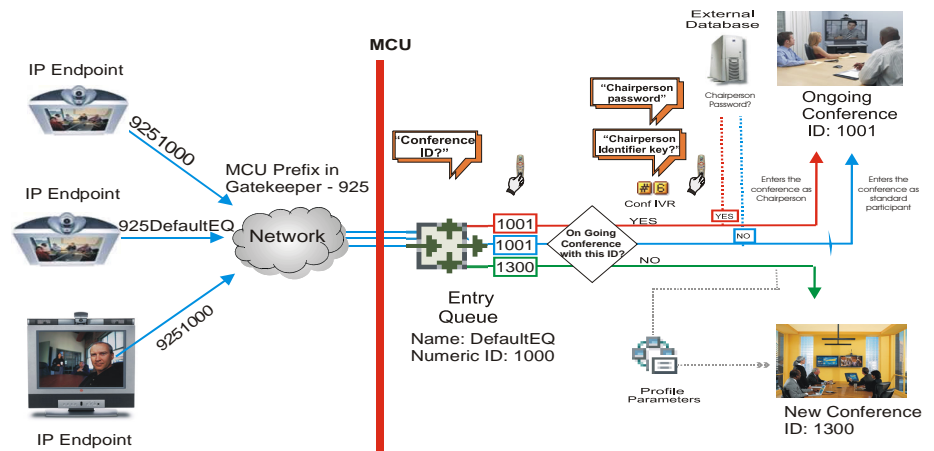 External
Database
MCU
IP Endpoint
"Chairperson
password"
Chairperson
Password?
Ongoing
Conference
ID: 1001
9251000
"Conference
ID?"
"Chairperson
Identifier key?"
MCU Prefix in
Gatekeeper - 925
# 6
Conf IVR
Enters the
conference as
Chairperson
Enters the
conference as
standard
participant
IP Endpoint
925DefaultEQ
Network
1001
YES
YES
1001
On Going
Conference
with this ID?
NO
1300
NO
9251000
Entry
Queue
Name: DefaultEQ
Numeric ID: 1000
Profile
Parameters
New Conference
ID: 1300
IP Endpoint